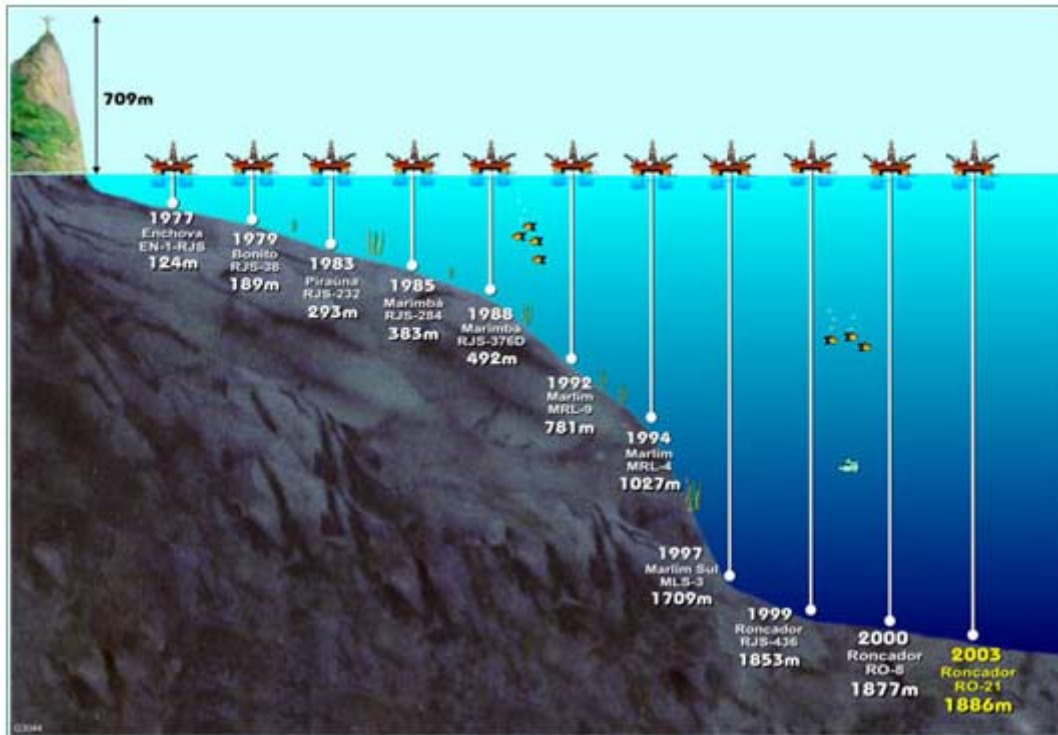 709m
1977
Enchova
EN-1-RJS
124m
1979
Bonito
RJS-38
189m
1983
Piraúna
RJS-232
293m
1985
Marimbá
RJS-284
383m
1988
Marimbá
RJS-376D
492m
1992
Marlim
MRL-9
781m
1994
Marlim
MRL-4
1027m
1997
Marlim Sul
MLS-3
1709m
1999
Roncador
RJS-436
1853m
2000
Roncador
RO-8
1877m
2003
Roncador
RO-21
1886m